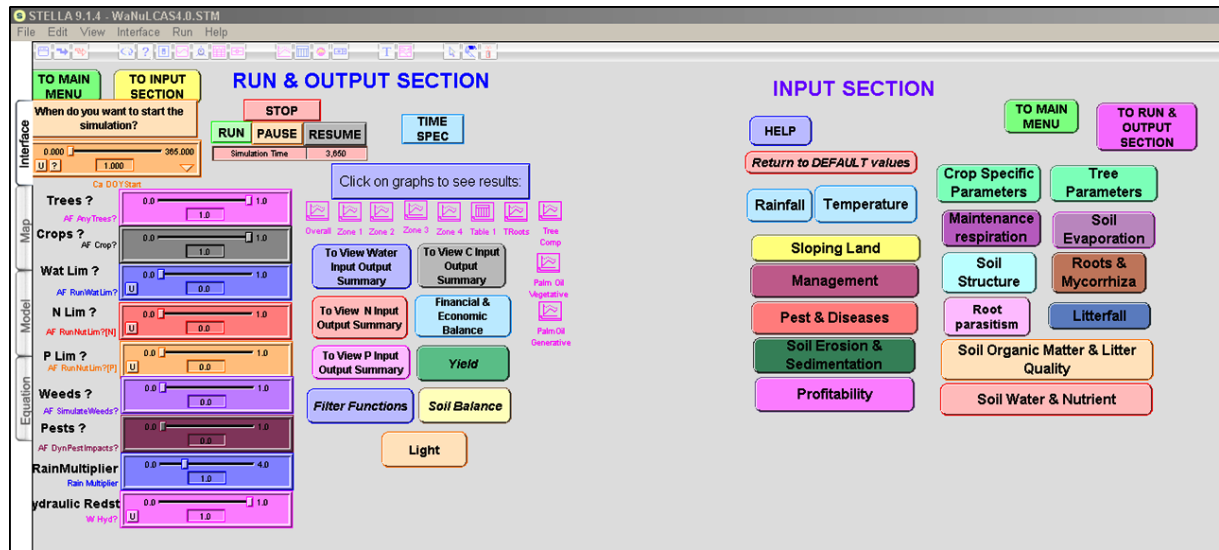 STELLA 9.1.4 - WaNuLCAS4.0.STM
File Edit View Interface Run Help
Interface
Map
Model
Equation
TO MAIN
MENU
TO INPUT
SECTION
RUN & OUTPUT SECTION
When do you want to start the
simulation?
0.000 365.000
U ? 1.000
Ca DOYStart
STOP
RUN PAUSE RESUME
Simulation Time 3,650
TIME
SPEC
Click on graphs to see results:
Overall Zone 1 Zone 2 Zone 3 Zone 4 Table 1 TRoots Tree
Comp
Palm Oil
Vegetative
Palm Oil
Generative
Trees ?
AF AnyTrees?
0.0 1.0
1.0
Crops ?
AF Crop?
0.0 1.0
1.0
Wat Lim ?
AF RunWatLim?
0.0 1.0
U 0.0
N Lim ?
AF RunNutLim?[N]
0.0 1.0
U 0.0
P Lim ?
AF RunNutLim?[P]
0.0 1.0
U 0.0
Weeds ?
AF SimulateWeeds?
0.0 1.0
0.0
Pests ?
AF DynPestImpacts?
0.0 1.0
0.0
RainMultiplier
Rain Multiplier
0.0 4.0
1.0
ydraulic Redst
W Hyd?
0.0 1.0
U 1.0
To View Water
Input Output
Summary
To View C Input
Output
Summary
To View N Input
Output Summary
Financial &
Economic
Balance
To View P Input
Output Summary
Yield
Filter Functions
Soil Balance
Light
INPUT SECTION
HELP
TO MAIN
MENU
TO RUN &
OUTPUT
SECTION
Return to DEFAULT values
Rainfall
Temperature
Sloping Land
Management
Pest & Diseases
Soil Erosion &
Sedimentation
Profitability
Crop Specific
Parameters
Tree
Parameters
Maintenance
respiration
Soil
Evaporation
Soil
Structure
Roots &
Mycorrhiza
Root
parasitism
Litterfall
Soil Organic Matter & Litter
Quality
Soil Water & Nutrient